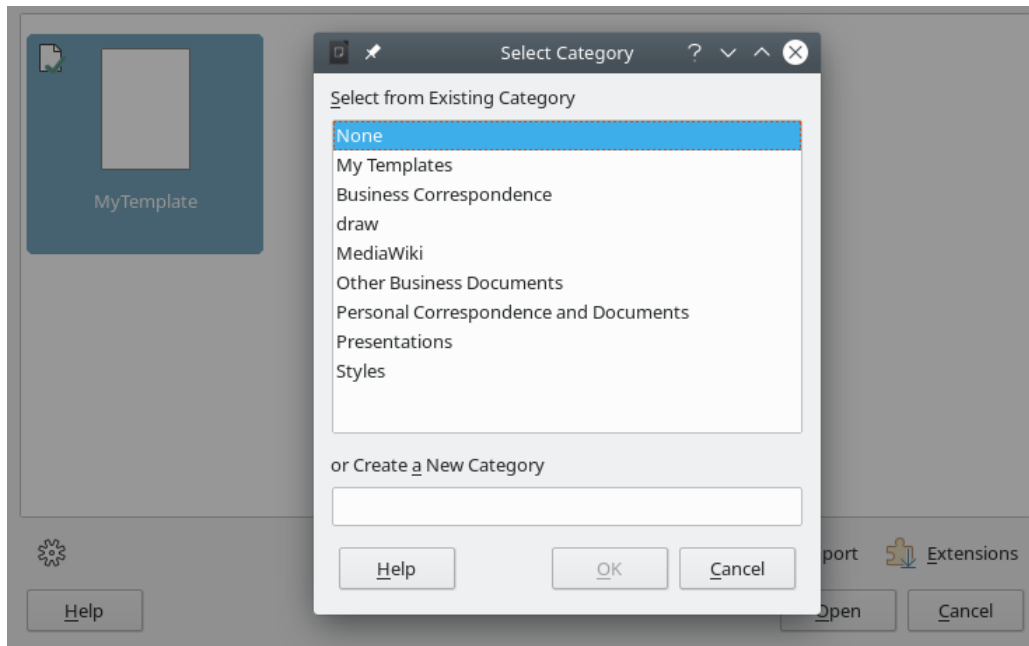 Select Category
Select from Existing Category
None
My Templates
Business Correspondence
draw
MediaWiki
Other Business Documents
Personal Correspondence and Documents
Presentations
Styles
or Create a New Category
Help OK Cancel
MyTemplate
port Extensions
Help Open Cancel